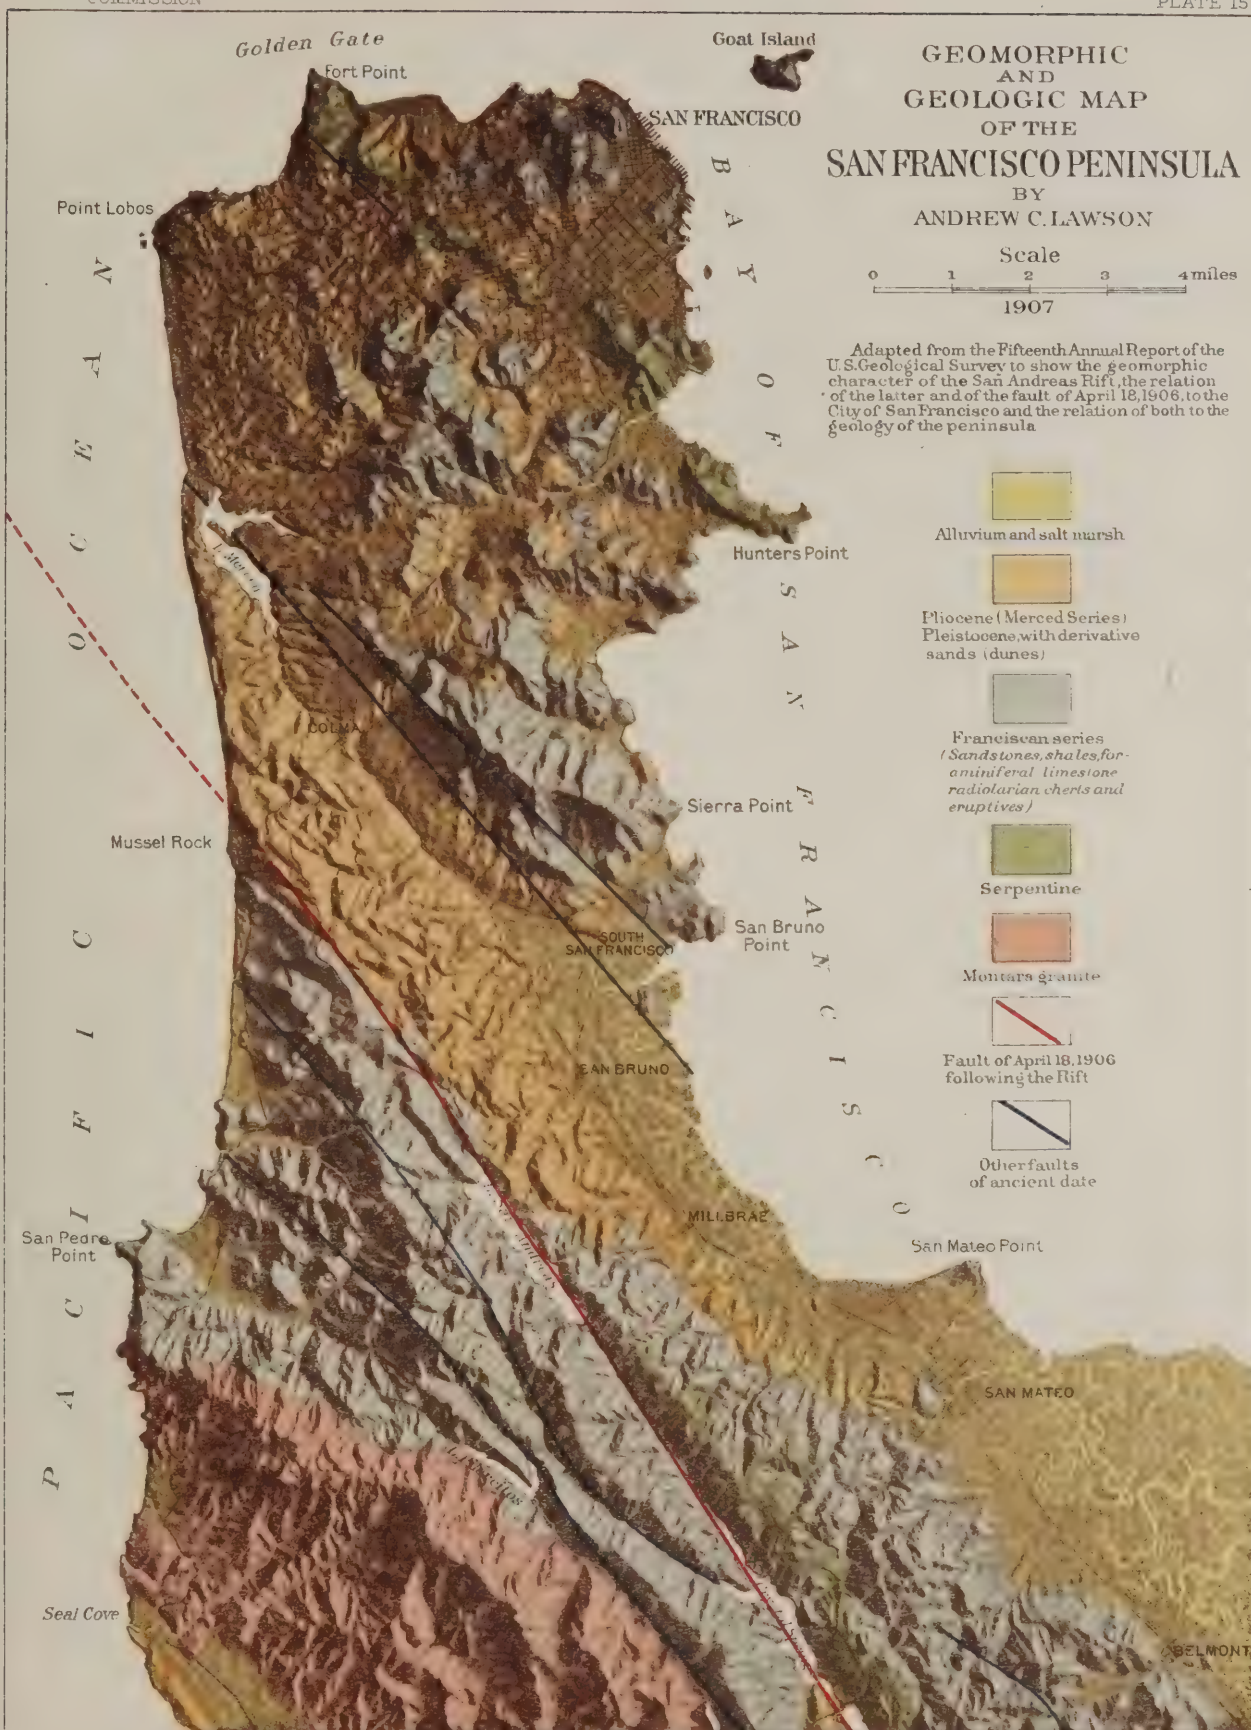 COMMISSION
PLATE 15
Golden Gate
Fort Point
Goat Island
SAN FRANCISCO
GEOMORPHIC
AND
GEOLOGIC MAP
OF THE
SAN FRANCISCO PENINSULA
BY
ANDREW C. LAWSON
Scale
0 1 2 3 4 miles
1907
Adapted from the Fifteenth Annual Report of the
U.S. Geological Survey to show the geomorphic
character of the San Andreas Rift, the relation
of the latter and of the fault of April 18, 1906, to the
City of San Francisco and the relation of both to the
geology of the peninsula
Alluvium and salt marsh
Pliocene (Merced Series)
Pleistocene, with derivative
sands (dunes)
Franciscan series
(Sandstones, shales, for-
aminiferal limestone
radiolarian cherts and
eruptives)
Serpentine
Montara granite
Fault of April 18, 1906
following the Rift
Other faults
of ancient date
Point Lobos
PACIFIC OCEAN
BAY OF SAN FRANCISCO
L. Merced
Hunters Point
COLMA
Sierra Point
Mussel Rock
SOUTH
SAN FRANCISCO
San Bruno
Point
SAN BRUNO
MILLBRAE
San Pedro
Point
Andreas
San Mateo Point
SAN MATEO
Seal Cove
BELMONT